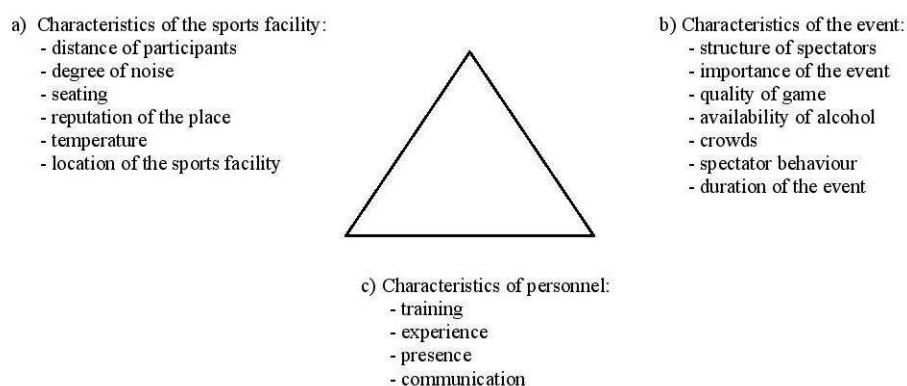 a) Characteristics of the sports facility:
- distance of participants
- degree of noise
- seating
- reputation of the place
- temperature
- location of the sports facility
b) Characteristics of the event:
- structure of spectators
- importance of the event
- quality of game
- availability of alcohol
- crowds
- spectator behaviour
- duration of the event
c) Characteristics of personnel:
- training
- experience
- presence
- communication